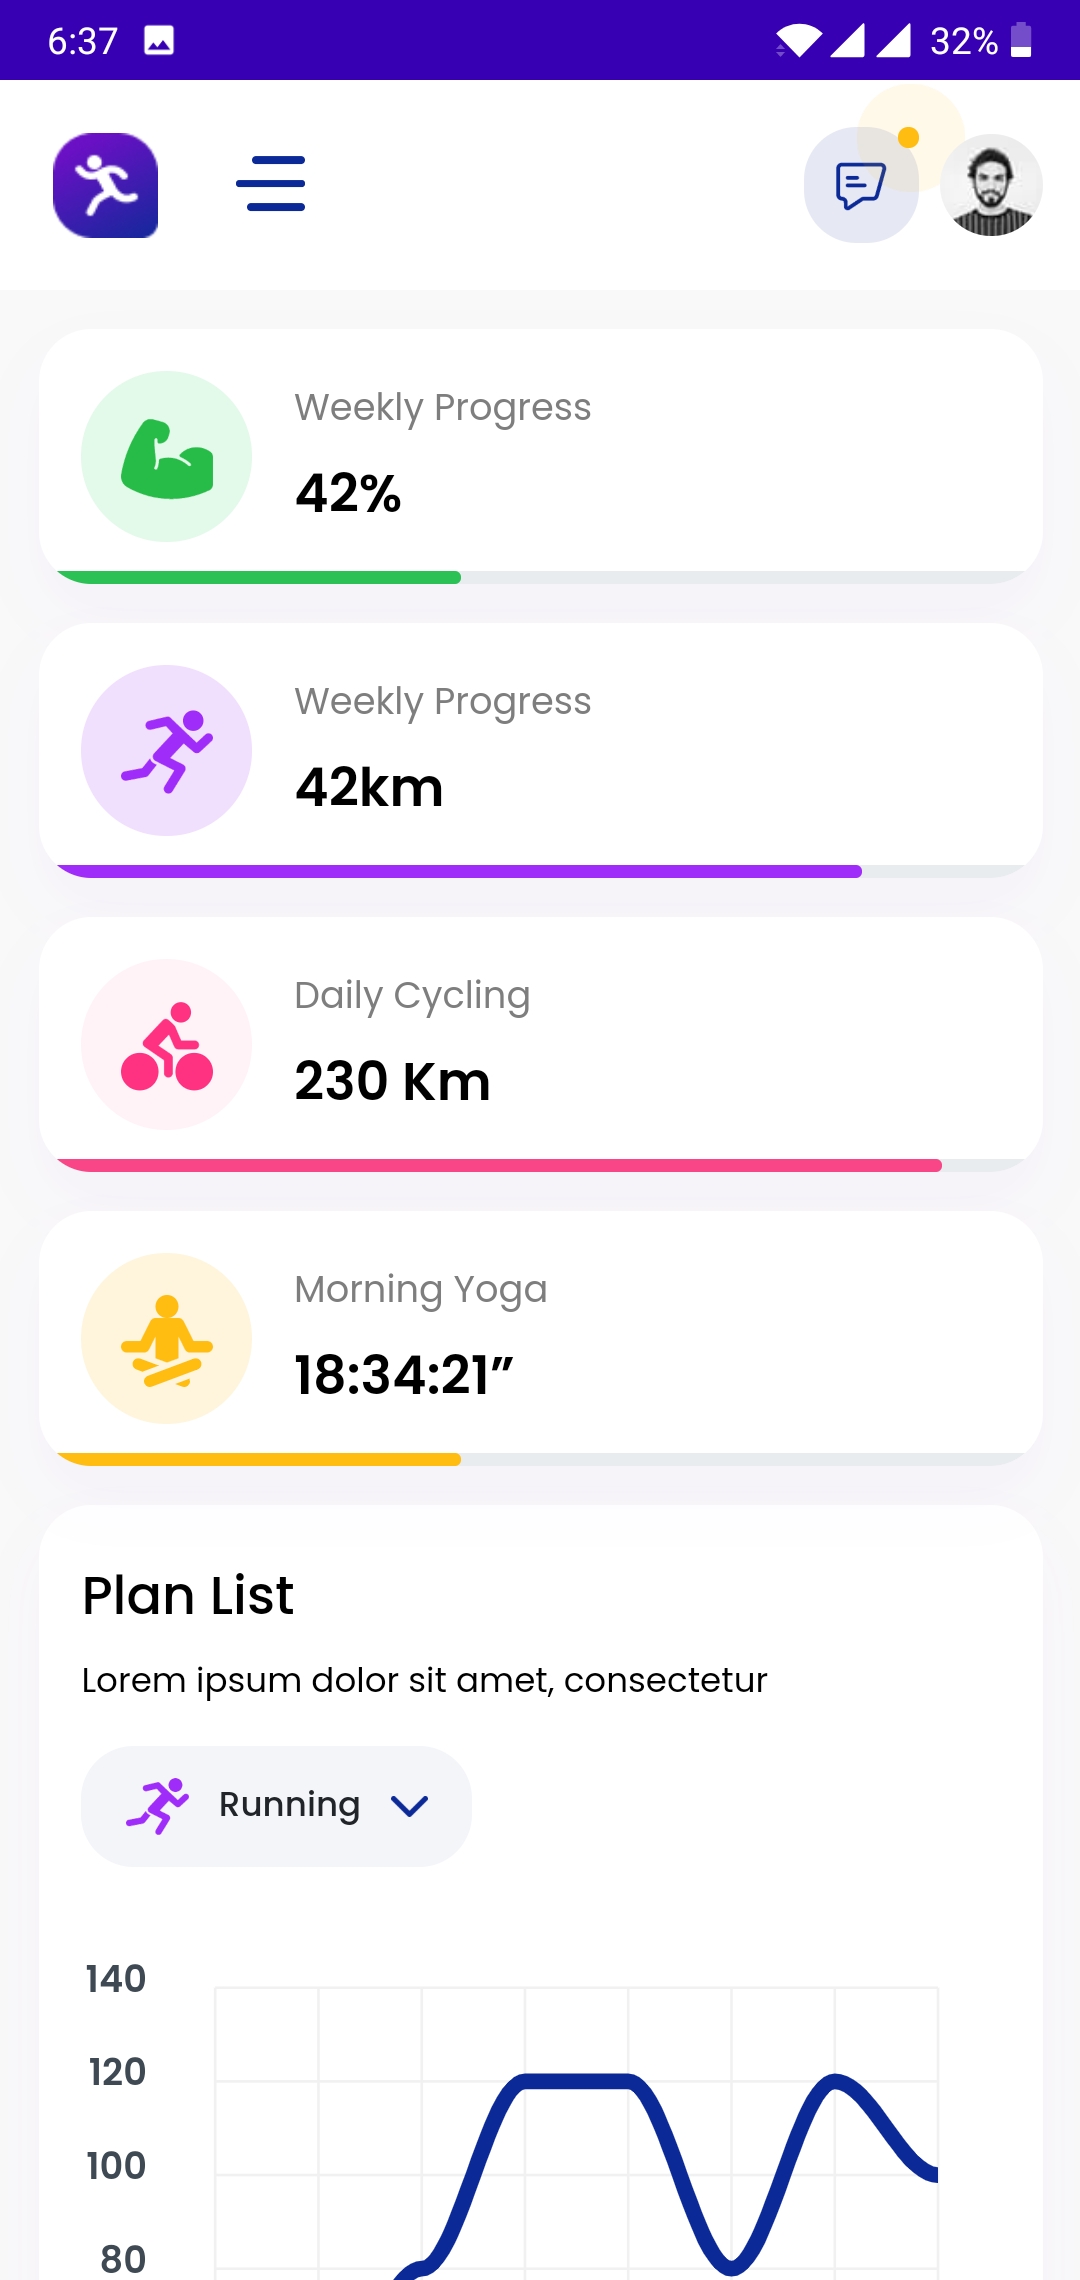 6:37
32%
Weekly Progress
42%
Weekly Progress
42km
Daily Cycling
230 Km
Morning Yoga
18:34:21”
Plan List
Lorem ipsum dolor sit amet, consectetur
Running
140
120
100
80